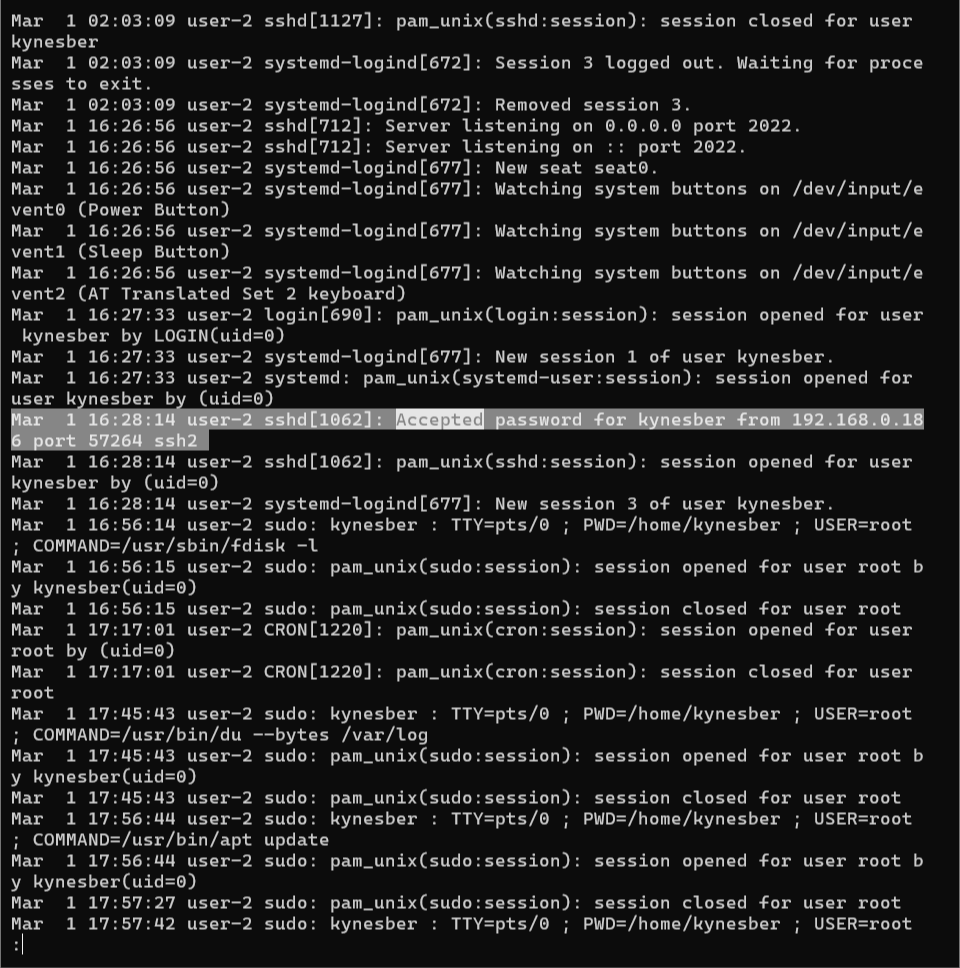 Mar  1 02:03:09 user-2 sshd[1127]: pam_unix(sshd:session): session closed for user
kynesber
Mar  1 02:03:09 user-2 systemd-logind[672]: Session 3 logged out. Waiting for proce
sses to exit.
Mar  1 02:03:09 user-2 systemd-logind[672]: Removed session 3.
Mar  1 16:26:56 user-2 sshd[712]: Server listening on 0.0.0.0 port 2022.
Mar  1 16:26:56 user-2 sshd[712]: Server listening on :: port 2022.
Mar  1 16:26:56 user-2 systemd-logind[677]: New seat seat0.
Mar  1 16:26:56 user-2 systemd-logind[677]: Watching system buttons on /dev/input/e
vent0 (Power Button)
Mar  1 16:26:56 user-2 systemd-logind[677]: Watching system buttons on /dev/input/e
vent1 (Sleep Button)
Mar  1 16:26:56 user-2 systemd-logind[677]: Watching system buttons on /dev/input/e
vent2 (AT Translated Set 2 keyboard)
Mar  1 16:27:33 user-2 login[690]: pam_unix(login:session): session opened for user
 kynesber by LOGIN(uid=0)
Mar  1 16:27:33 user-2 systemd-logind[677]: New session 1 of user kynesber.
Mar  1 16:27:33 user-2 systemd: pam_unix(systemd-user:session): session opened for
user kynesber by (uid=0)
Mar  1 16:28:14 user-2 sshd[1062]: Accepted password for kynesber from 192.168.0.18
6 port 57264 ssh2
Mar  1 16:28:14 user-2 sshd[1062]: pam_unix(sshd:session): session opened for user
kynesber by (uid=0)
Mar  1 16:28:14 user-2 systemd-logind[677]: New session 3 of user kynesber.
Mar  1 16:56:14 user-2 sudo: kynesber : TTY=pts/0 ; PWD=/home/kynesber ; USER=root
; COMMAND=/usr/sbin/fdisk -l
Mar  1 16:56:15 user-2 sudo: pam_unix(sudo:session): session opened for user root b
y kynesber(uid=0)
Mar  1 16:56:15 user-2 sudo: pam_unix(sudo:session): session closed for user root
Mar  1 17:17:01 user-2 CRON[1220]: pam_unix(cron:session): session opened for user
root by (uid=0)
Mar  1 17:17:01 user-2 CRON[1220]: pam_unix(cron:session): session closed for user
root
Mar  1 17:45:43 user-2 sudo: kynesber : TTY=pts/0 ; PWD=/home/kynesber ; USER=root
; COMMAND=/usr/bin/du --bytes /var/log
Mar  1 17:45:43 user-2 sudo: pam_unix(sudo:session): session opened for user root b
y kynesber(uid=0)
Mar  1 17:45:43 user-2 sudo: pam_unix(sudo:session): session closed for user root
Mar  1 17:56:44 user-2 sudo: kynesber : TTY=pts/0 ; PWD=/home/kynesber ; USER=root
; COMMAND=/usr/bin/apt update
Mar  1 17:56:44 user-2 sudo: pam_unix(sudo:session): session opened for user root b
y kynesber(uid=0)
Mar  1 17:57:27 user-2 sudo: pam_unix(sudo:session): session closed for user root
Mar  1 17:57:42 user-2 sudo: kynesber : TTY=pts/0 ; PWD=/home/kynesber ; USER=root
: